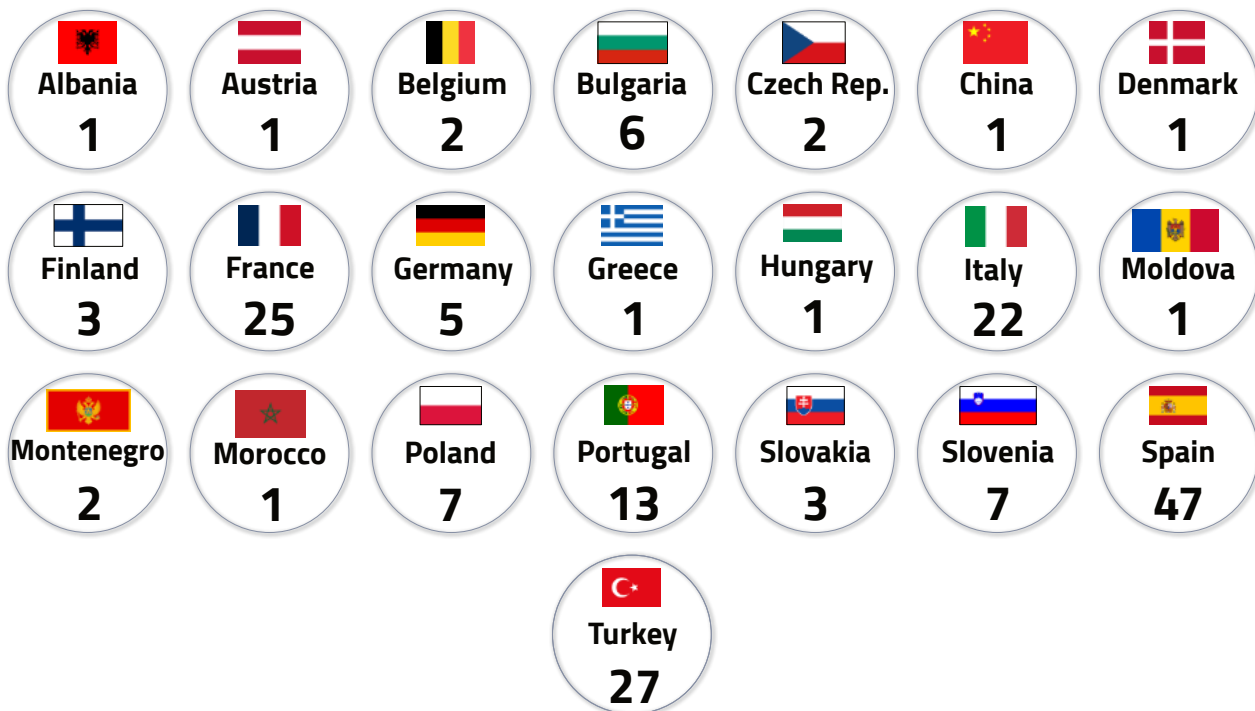 Albania
1
Austria
1
Belgium
2
Bulgaria
6
Czech Rep.
2
China
1
Denmark
1
Finland
3
France
25
Germany
5
Greece
1
Hungary
1
Italy
22
Moldova
1
Montenegro
2
Morocco
1
Poland
7
Portugal
13
Slovakia
3
Slovenia
7
Spain
47
Turkey
27